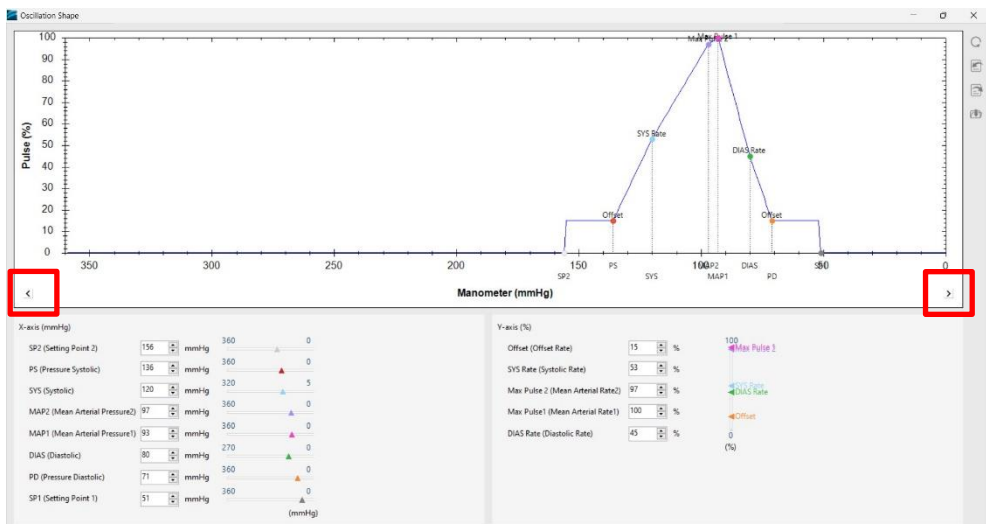 Oscillation Shape
100
90
80
70
60
50
40
30
20
10
0
Pulse (%)
Max Pulse 1
SYS Rate
DIAS Rate
Offset
Offset
350
300
250
200
150
100
50
0
SP2
PS
SYS
MAP2
MAP1
DIAS
PD
Manometer (mmHg)
X-axis (mmHg)
SP2 (Setting Point 2) 156 mmHg 360 0
PS (Pressure Systolic) 136 mmHg 360 0
SYS (Systolic) 120 mmHg 320 5
MAP2 (Mean Arterial Pressure2) 97 mmHg 360 0
MAP1 (Mean Arterial Pressure1) 93 mmHg 360 0
DIAS (Diastolic) 80 mmHg 270 0
PD (Pressure Diastolic) 71 mmHg 360 0
SP1 (Setting Point 1) 51 mmHg 360 0
(mmHg)
Y-axis (%)
Offset (Offset Rate) 15 %
SYS Rate (Systolic Rate) 53 %
Max Pulse 2 (Mean Arterial Rate2) 97 %
Max Pulse1 (Mean Arterial Rate1) 100 %
DIAS Rate (Diastolic Rate) 45 %
100
Max Pulse
SYS Rate
DIAS Rate
Offset
0
(%)